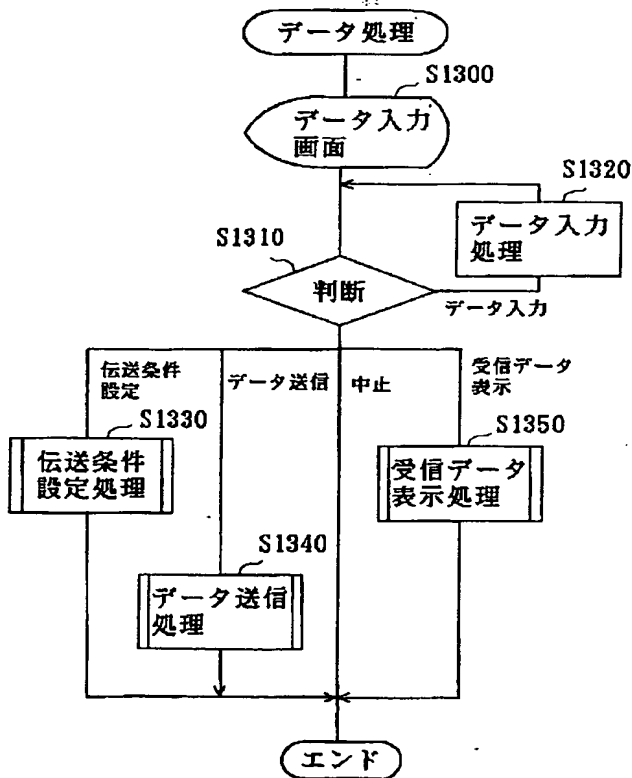 データ処理
S1300
データ入力
画面
S1320
データ入力
処理
S1310
判断
データ入力
伝送条件
設定
データ送信
中止
受信データ
表示
S1330
伝送条件
設定処理
S1350
受信データ
表示処理
S1340
データ送信
処理
エンド